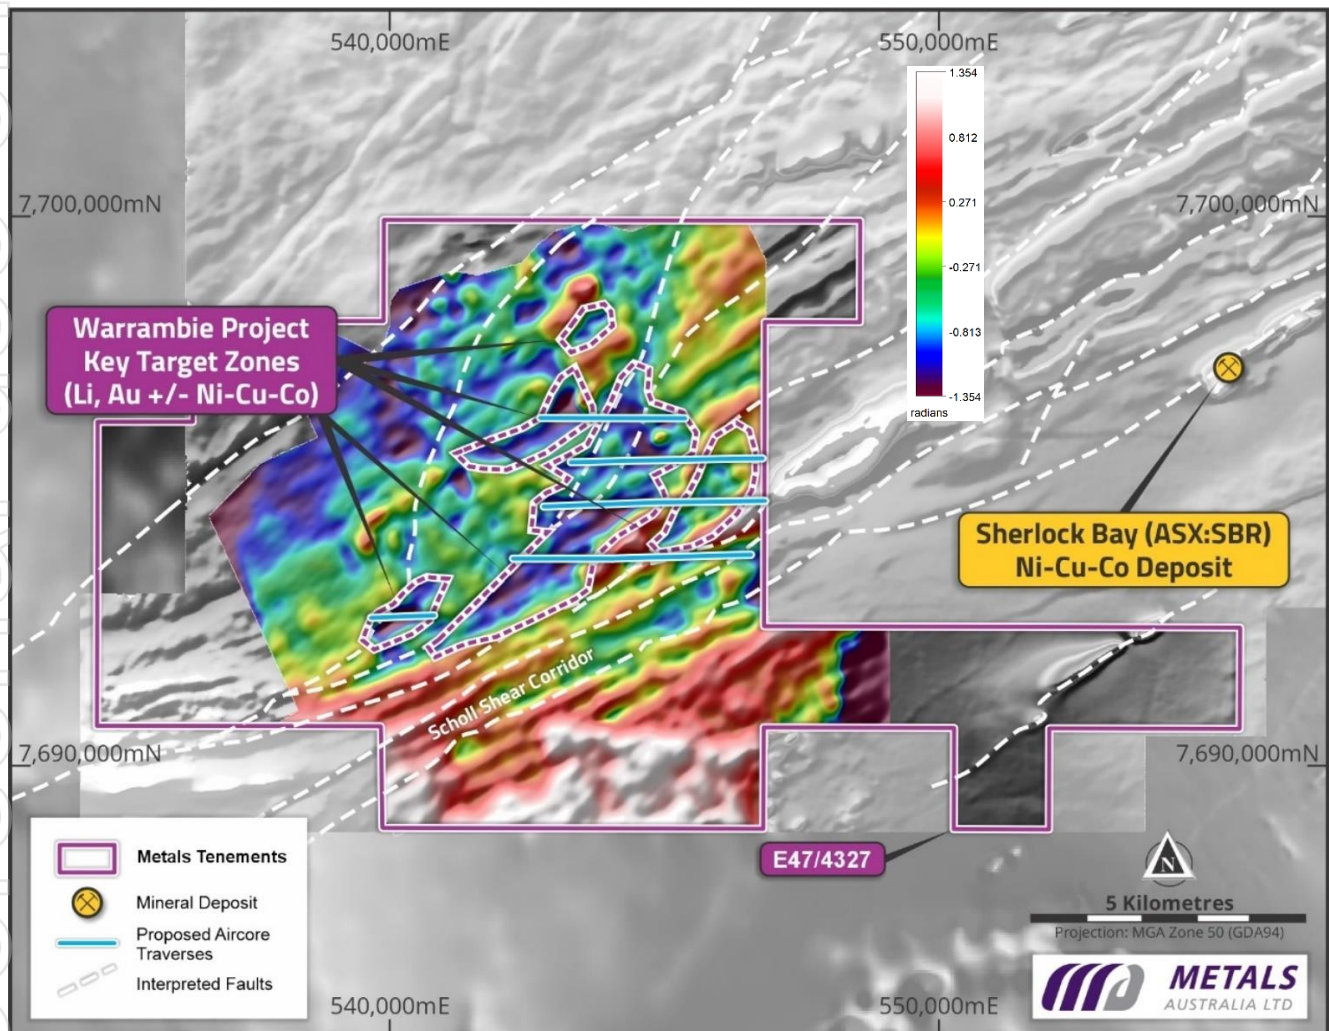 540,000mE
550,000mE
1.354
0.812
0.271
-0.271
-0.813
-1.354
radians
7,700,000mN
7,700,000mN
Warrambie Project
Key Target Zones
(Li, Au +/- Ni-Cu-Co)
Sherlock Bay (ASX:SBR)
Ni-Cu-Co Deposit
Scholl Shear Corridor
7,690,000mN
7,690,000mN
E47/4327
Metals Tenements
Mineral Deposit
Proposed Aircore
Traverses
Interpreted Faults
N
5 Kilometres
Projection: MGA Zone 50 (GDA94)
METALS
AUSTRALIA LTD
540,000mE
550,000mE